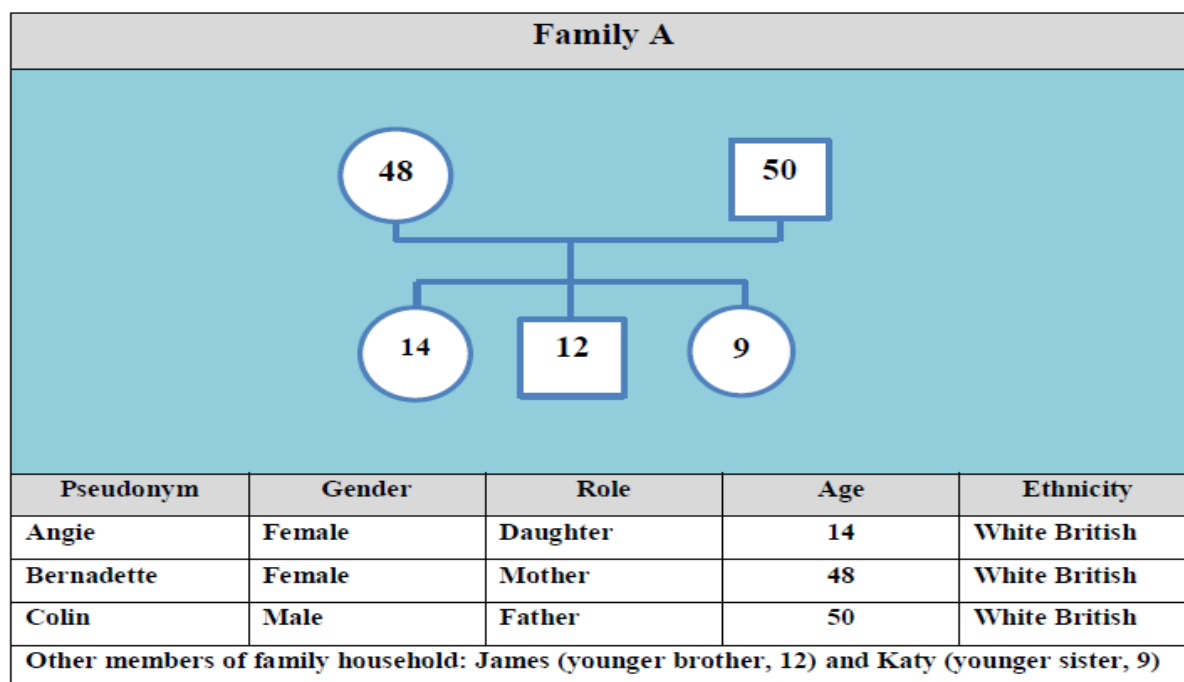 Family A
48 50
14 12 9
Pseudonym Gender Role Age Ethnicity
Angie Female Daughter 14 White British
Bernadette Female Mother 48 White British
Colin Male Father 50 White British
Other members of family household: James (younger brother, 12) and Katy (younger sister, 9)